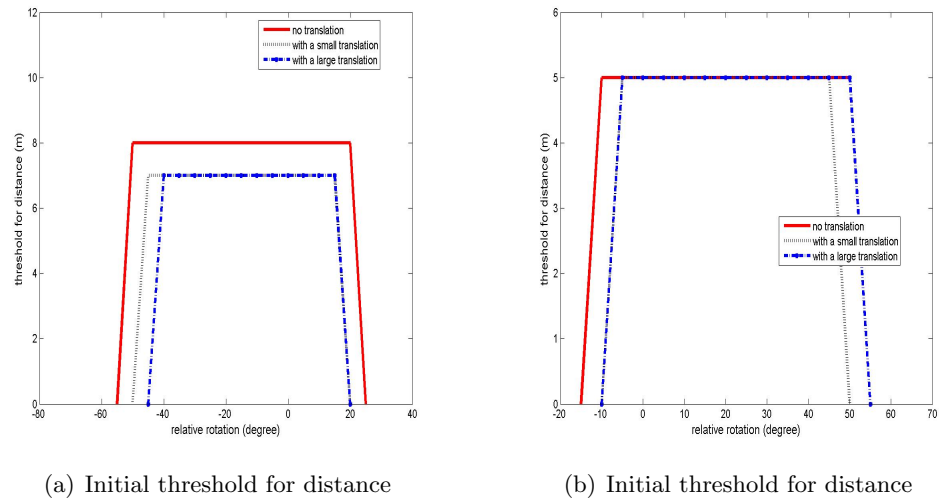 12
10
8
6
4
2
0
threshold for distance (m)
no translation
with a small translation
with a large translation
-80
-60
-40
-20
0
20
40
relative rotation (degree)
(a) Initial threshold for distance
6
5
4
3
2
1
0
threshold for distance (m)
no translation
with a small translation
with a large translation
-20
-10
0
10
20
30
40
50
60
70
relative rotation (degree)
(b) Initial threshold for distance